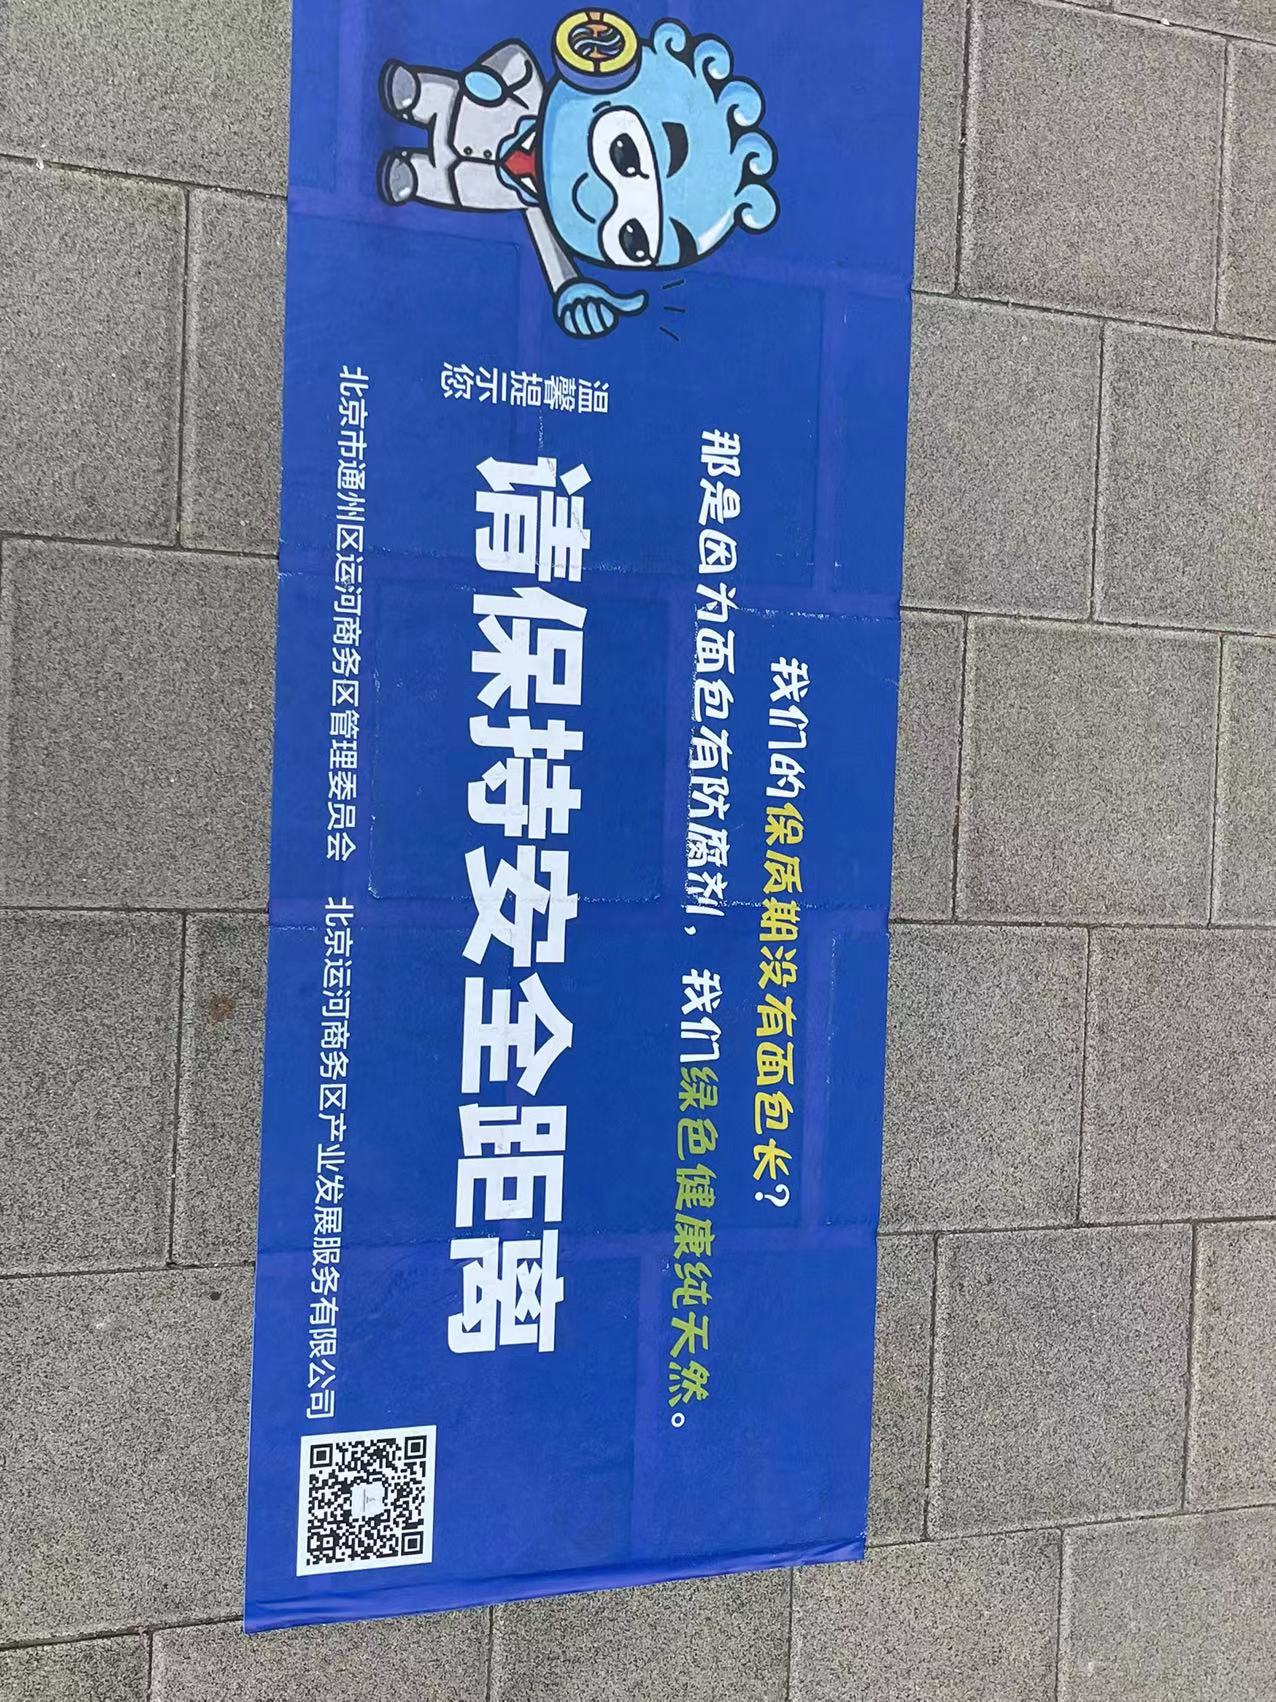 我们的保质期没有面包长？
那是因为面包有防腐剂，我们绿色健康纯天然。
温馨提示您
请保持安全距离
北京市通州区运河商务区管理委员会 北京运河商务区产业发展服务有限公司